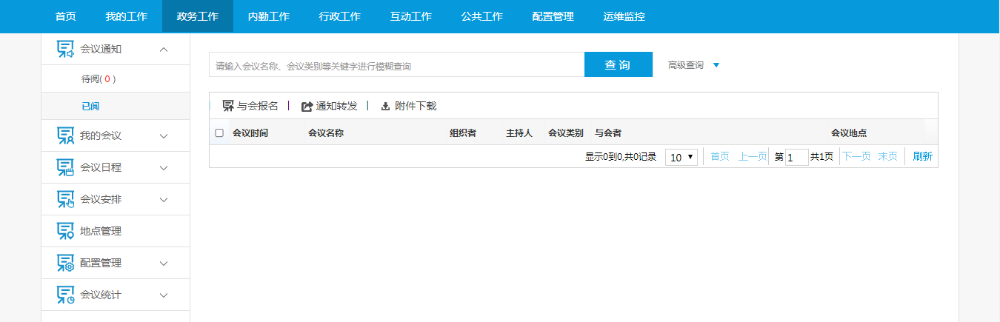 首页 我的工作 政务工作 内勤工作 行政工作 互动工作 公共工作 配置管理 运维监控
会议通知
待阅( 0 )
已阅
我的会议
会议日程
会议安排
地点管理
配置管理
会议统计
请输入会议名称、会议类别等关键字进行模糊查询 查 询 高级查询
与会报名 通知转发 附件下载
会议时间 会议名称 组织者 主持人 会议类别 与会者 会议地点
显示0到0,共0记录 10 首页 上一页 第 1 共1页 下一页 末页 刷新